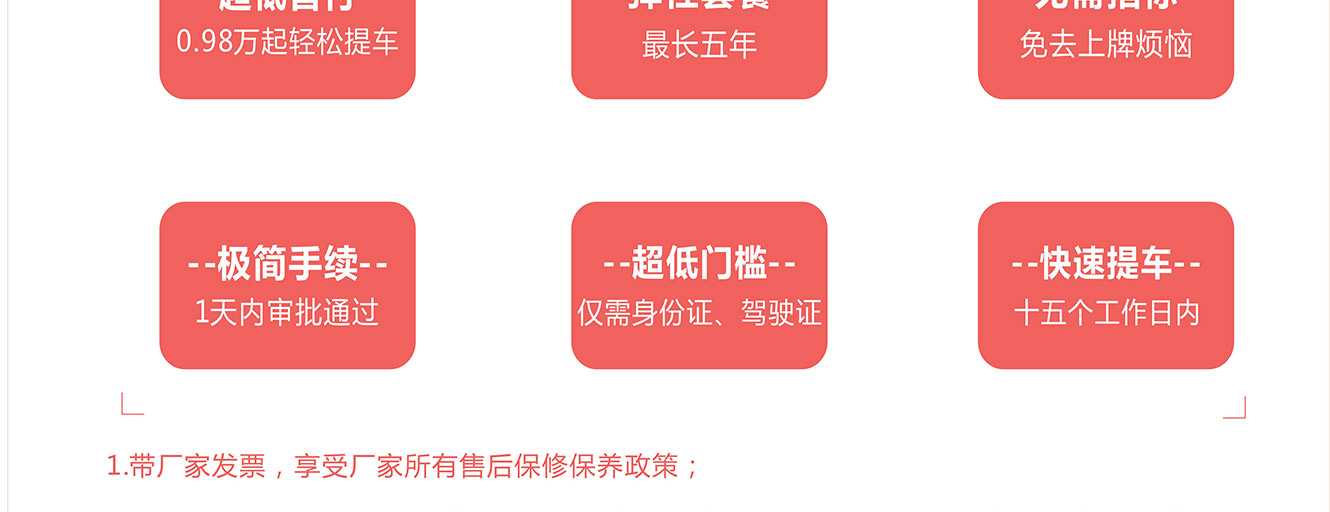 0.98万起轻松提车
最长五年
免去上牌烦恼
--极简手续--
1天内审批通过
--超低门槛--
仅需身份证、驾驶证
--快速提车--
十五个工作日内
1.带厂家发票，享受厂家所有售后保修保养政策；